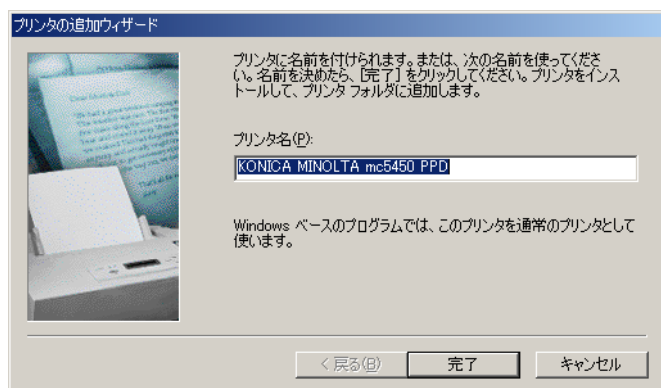 プリンタの追加ウィザード
プリンタに名前を付けられます。または、次の名前を使ってくださ
い。名前を決めたら、[完了] をクリックしてください。プリンタをインス
トールして、プリンタ フォルダに追加します。
プリンタ名(P):
KONICA MINOLTA mc5450 PPD
Windows ベースのプログラムでは、このプリンタを通常のプリンタとして
使います。
< 戻る(B)
完了
キャンセル